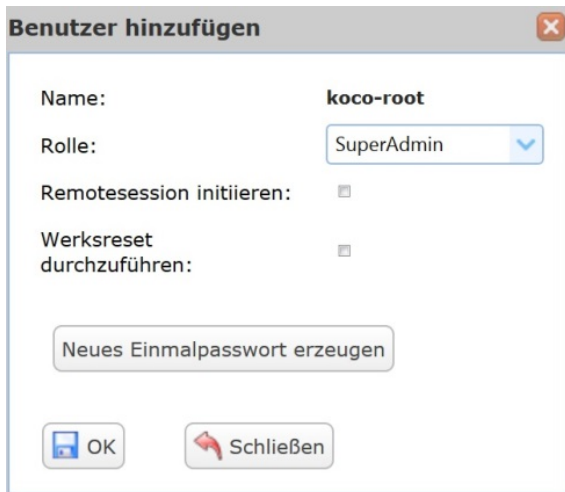 Benutzer hinzufügen
Name: koco-root
Rolle: SuperAdmin
Remotesession initiieren:
Werksreset
durchzuführen:
Neues Einmalpasswort erzeugen
OK Schließen